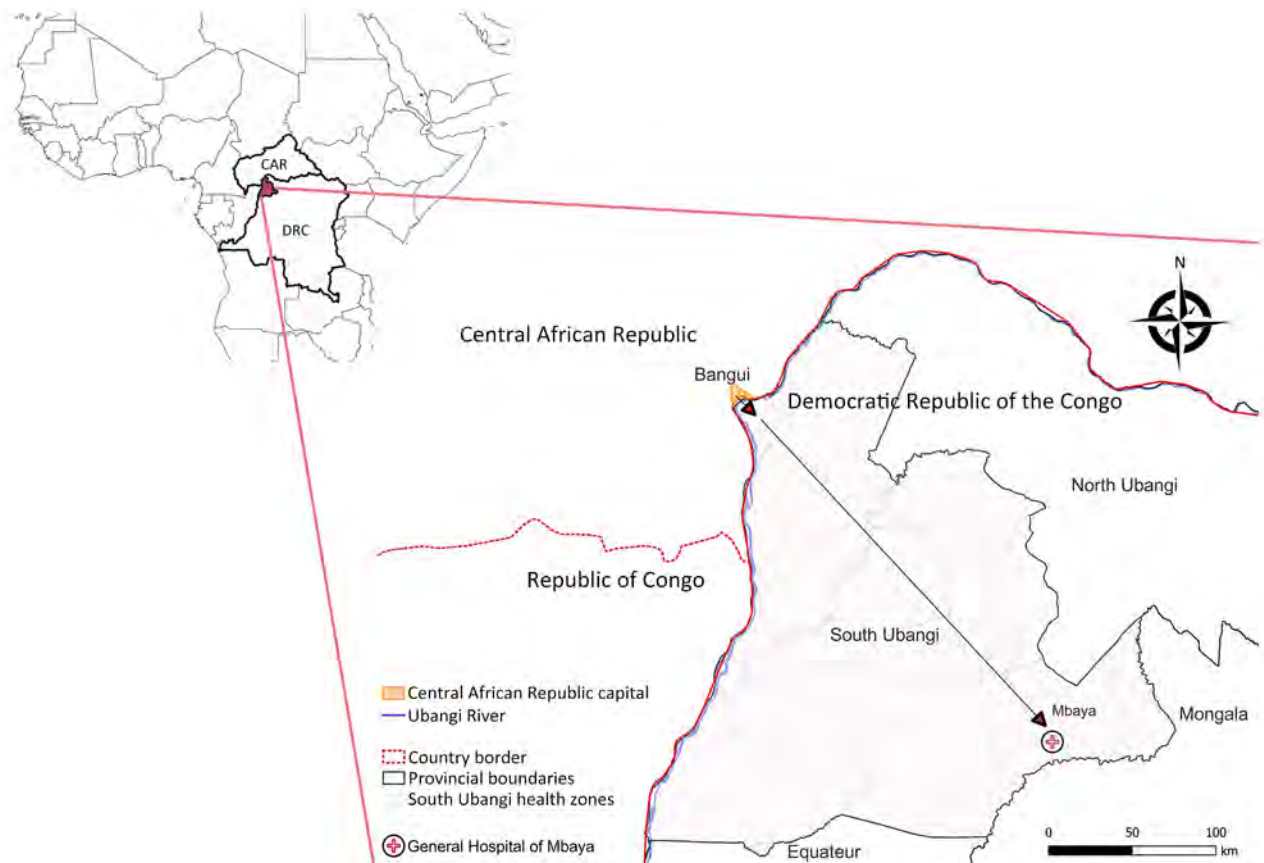 CAR
DRC
N
Central African Republic
Bangui
Democratic Republic of the Congo
North Ubangi
Republic of Congo
South Ubangi
Mbaya
Mongala
Central African Republic capital
Ubangi River
Country border
Provincial boundaries
South Ubangi health zones
General Hospital of Mbaya
Equateur
0 50 100
km